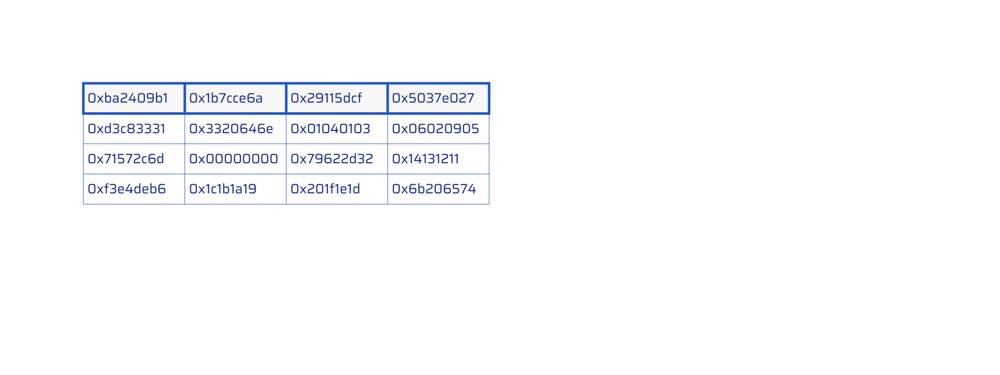 0xba2409b1 0x1b7cce6a 0x29115dcf 0x5037e027
0xd3c83331 0x3320646e 0x01040103 0x06020905
0x71572c6d 0x00000000 0x79622d32 0x14131211
0xf3e4deb6 0x1c1b1a19 0x201f1e1d 0x6b206574